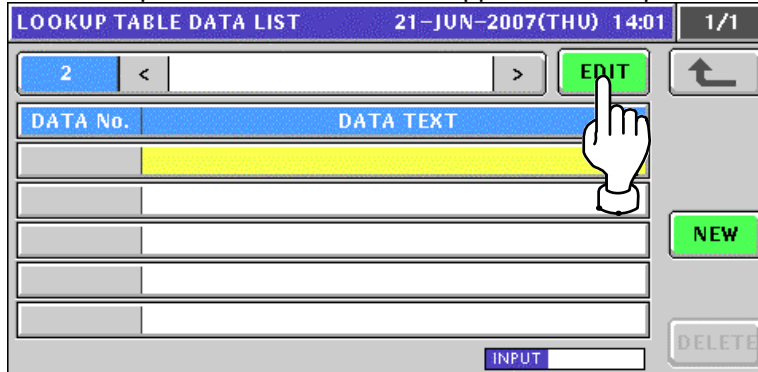 LOOKUP TABLE DATA LIST 21-JUN-2007(THU) 14:01 1/1
2 < > EDIT
DATA No. DATA TEXT
NEW
DELETE
INPUT